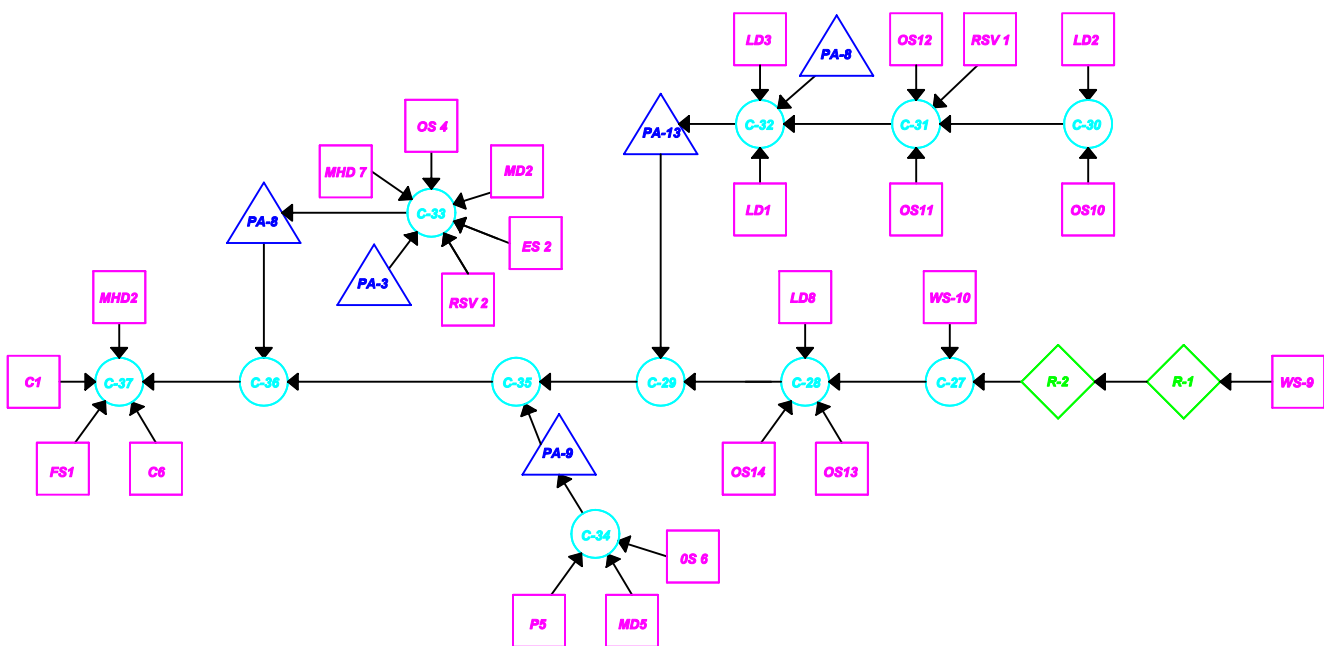 LD3
PA-8
OS12
RSV 1
LD2
PA-13
C-32
C-31
C-30
OS 4
MHD 7
MD2
LD1
OS11
OS10
PA-8
C-33
ES 2
PA-3
RSV 2
MHD2
LD8
WS-10
C1
C-37
C-36
C-35
C-29
C-28
C-27
R-2
R-1
WS-9
FS1
C6
PA-9
OS14
OS13
C-34
0S 6
P5
MD5